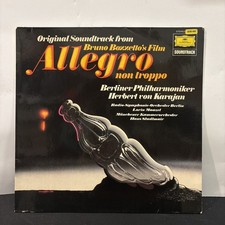 Original Soundtrack from
Bruno Bozzetto's Film
Allegro
non troppo
Berliner Philharmoniker
Herbert von Karajan
Radio-Symphonie-Orchester Berlin
Lorin Maazel
Münchener Kammerorchester
Hans Stadlmair
SOUNDTRACK